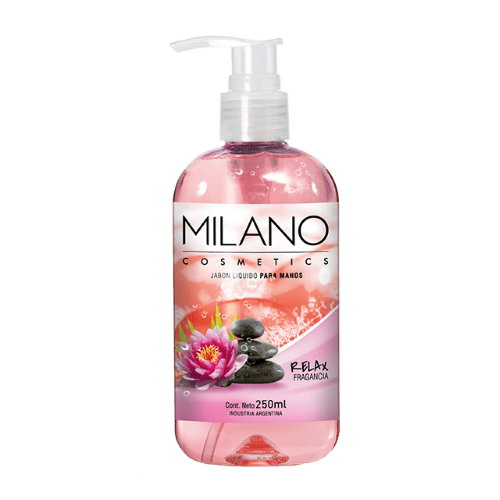 MILANO
COSMETICS
JABON LIQUIDO PARA MANOS
RELAX
FRAGANCIA
Cont. Neto 250ml
INDUSTRIA ARGENTINA